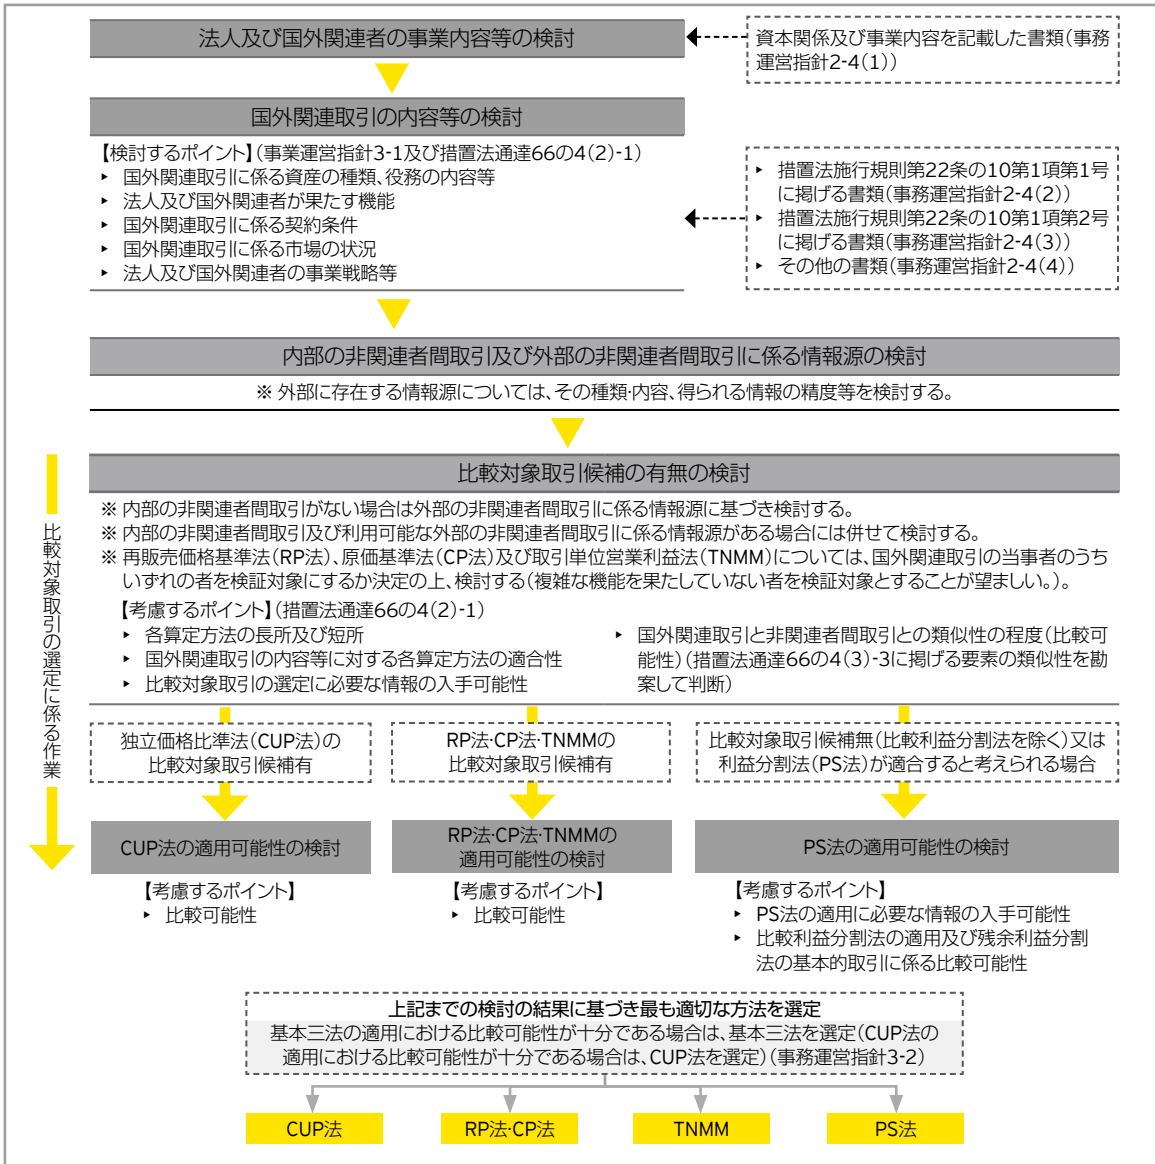 法人及び国外関連者の事業内容等の検討
資本関係及び事業内容を記載した書類(事務
運営指針2-4(1))
国外関連取引の内容等の検討
【検討するポイント】(事業運営指針3-1及び措置法通達66の4(2)-1)
▸ 国外関連取引に係る資産の種類、役務の内容等
▸ 法人及び国外関連者が果たす機能
▸ 国外関連取引に係る契約条件
▸ 国外関連取引に係る市場の状況
▸ 法人及び国外関連者の事業戦略等
▸ 措置法施行規則第22条の10第1項第1号
に掲げる書類(事務運営指針2-4(2))
▸ 措置法施行規則第22条の10第1項第2号
に掲げる書類(事務運営指針2-4(3))
▸ その他の書類(事務運営指針2-4(4))
内部の非関連者間取引及び外部の非関連者間取引に係る情報源の検討
※ 外部に存在する情報源については、その種類・内容、得られる情報の精度等を検討する。
比較対象取引の選定に係る作業
比較対象取引候補の有無の検討
※ 内部の非関連者間取引がない場合は外部の非関連者間取引に係る情報源に基づき検討する。
※ 内部の非関連者間取引及び利用可能な外部の非関連者間取引に係る情報源がある場合には併せて検討する。
※ 再販売価格基準法(RP法)、原価基準法(CP法)及び取引単位営業利益法(TNMM)については、国外関連取引の当事者のうち
いずれの者を検証対象にするか決定の上、検討する(複雑な機能を果たしていない者を検証対象とすることが望ましい。)。
【考慮するポイント】(措置法通達66の4(2)-1)
▸ 各算定方法の長所及び短所
▸ 国外関連取引の内容等に対する各算定方法の適合性
▸ 比較対象取引の選定に必要な情報の入手可能性
▸ 国外関連取引と非関連者間取引との類似性の程度(比較可
能性)(措置法通達66の4(3)-3に掲げる要素の類似性を勘
案して判断)
独立価格比準法(CUP法)の
比較対象取引候補有
RP法・CP法・TNMMの
比較対象取引候補有
比較対象取引候補無(比較利益分割法を除く)又は
利益分割法(PS法)が適合すると考えられる場合
CUP法の適用可能性の検討
RP法・CP法・TNMMの
適用可能性の検討
PS法の適用可能性の検討
【考慮するポイント】
▸ 比較可能性
【考慮するポイント】
▸ 比較可能性
【考慮するポイント】
▸ PS法の適用に必要な情報の入手可能性
▸ 比較利益分割法の適用及び残余利益分割
法の基本的取引に係る比較可能性
上記までの検討の結果に基づき最も適切な方法を選定
基本三法の適用における比較可能性が十分である場合は、基本三法を選定(CUP法の
適用における比較可能性が十分である場合は、CUP法を選定)(事務運営指針3-2)
CUP法
RP法・CP法
TNMM
PS法